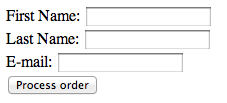 First Name:
Last Name:
E-mail:
Process order